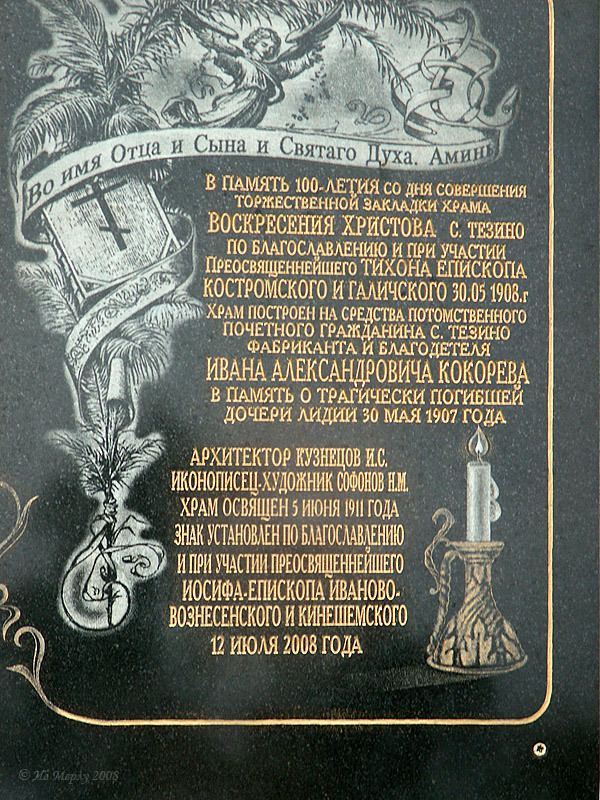 Во имя Отца и Сына и Святаго Духа. Аминь
В ПАМЯТЬ 100-ЛЕТИЯ СО ДНЯ СОВЕРШЕНИЯ
ТОРЖЕСТВЕННОЙ ЗАКЛАДКИ ХРАМА
ВОСКРЕСЕНИЯ ХРИСТОВА С. ТЕЗИНО
ПО БЛАГОСЛАВЛЕНИЮ И ПРИ УЧАСТИИ
ПРЕОСВЯЩЕННЕЙШЕГО ТИХОНА ЕПИСКОПА
КОСТРОМСКОГО И ГАЛИЧСКОГО 30.05 1908.г
ХРАМ ПОСТРОЕН НА СРЕДСТВА ПОТОМСТВЕННОГО
ПОЧЕТНОГО ГРАЖДАНИНА С. ТЕЗИНО
ФАБРИКАНТА И БЛАГОДЕТЕЛЯ
ИВАНА АЛЕКСАНДРОВИЧА КОКОРЕВА
В ПАМЯТЬ О ТРАГИЧЕСКИ ПОГИБШЕЙ
ДОЧЕРИ ЛИДИИ 30 МАЯ 1907 ГОДА
АРХИТЕКТОР КУЗНЕЦОВ И.С.
ИКОНОПИСЕЦ-ХУДОЖНИК СОФОНОВ Н.М.
ХРАМ ОСВЯЩЕН 5 ИЮНЯ 1911 ГОДА
ЗНАК УСТАНОВЛЕН ПО БЛАГОСЛАВЛЕНИЮ
И ПРИ УЧАСТИИ ПРЕОСВЯЩЕННЕЙШЕГО
ИОСИФА-ЕПИСКОПА ИВАНОВО-
ВОЗНЕСЕНСКОГО И КИНЕШЕМСКОГО
12 ИЮЛЯ 2008 ГОДА
© На Мерлу 2008